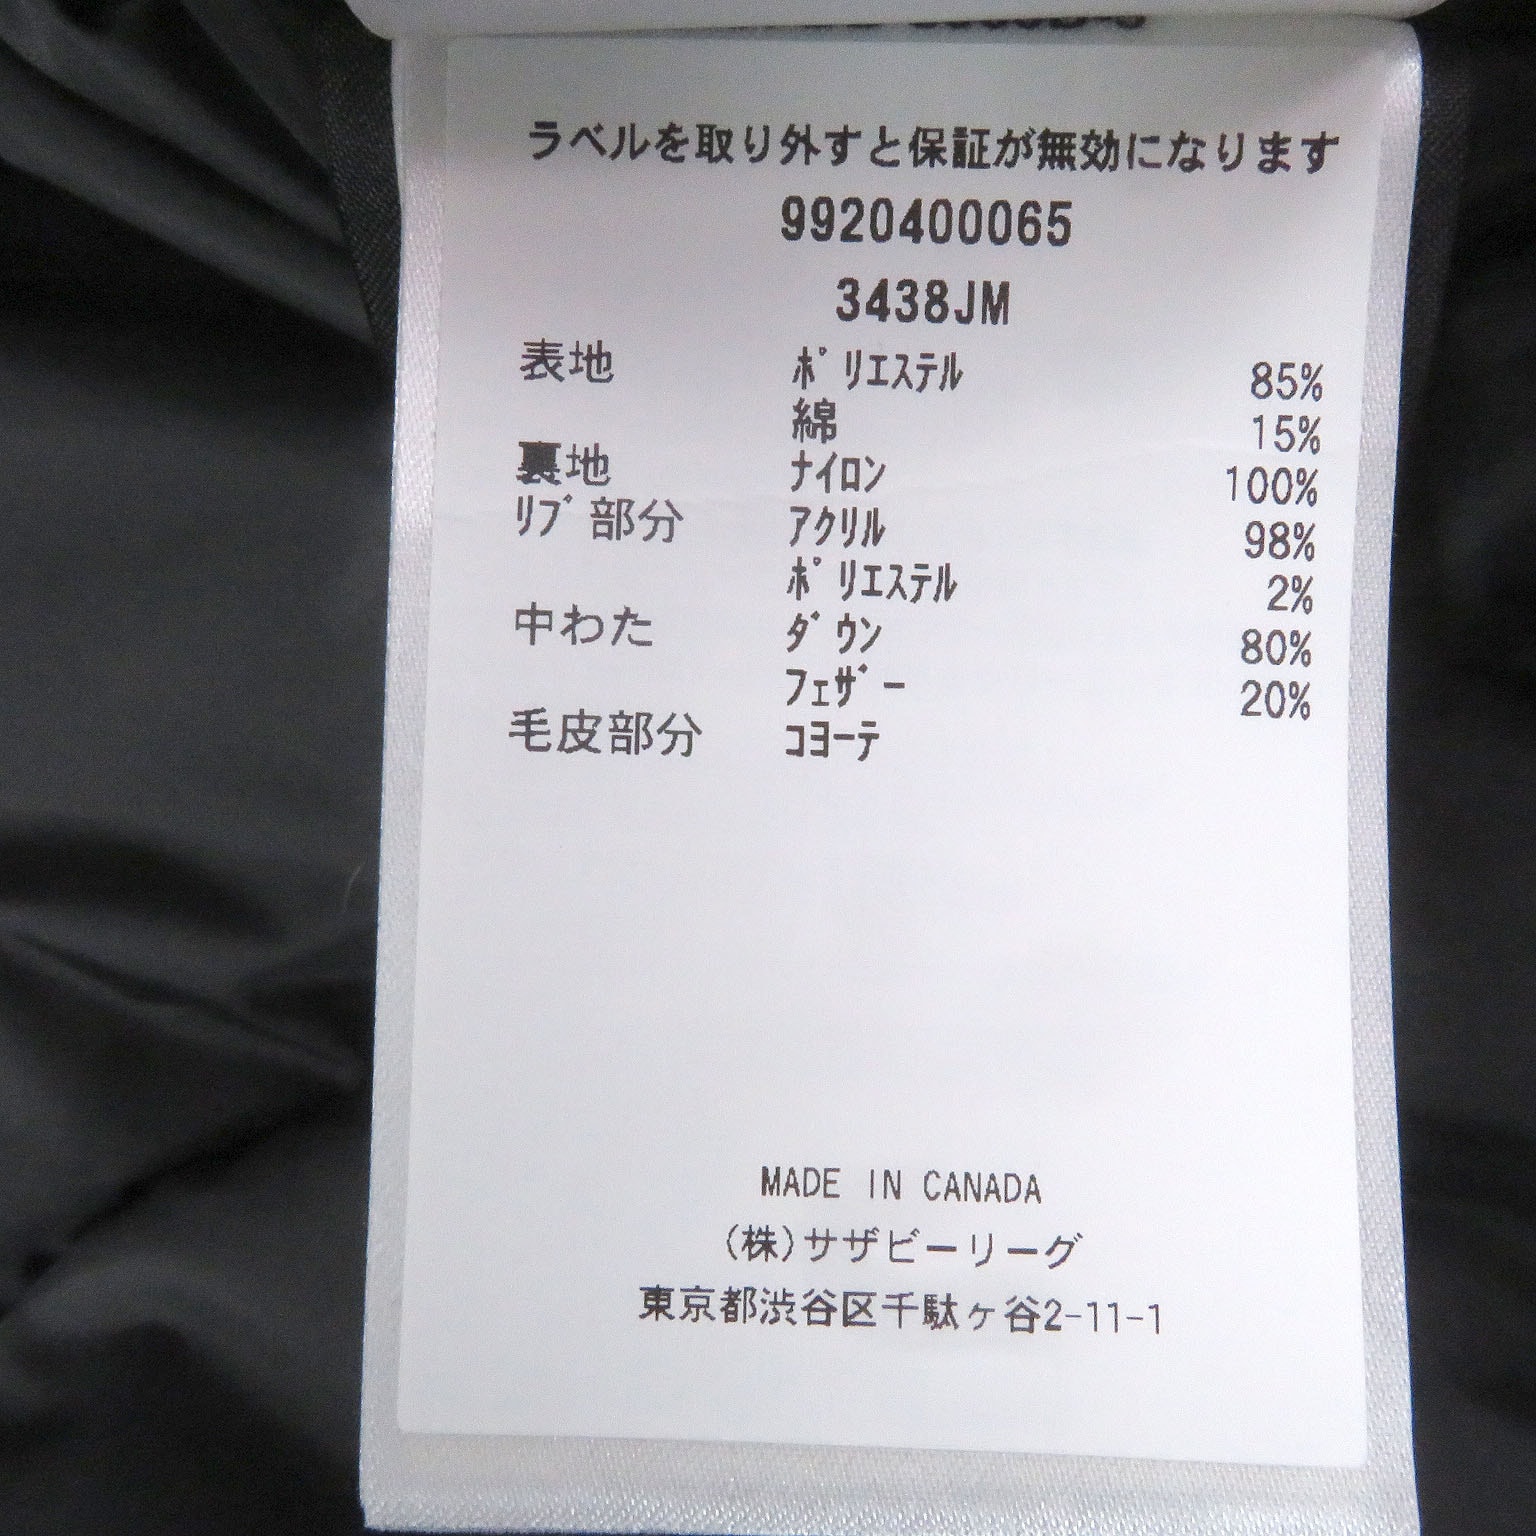 ラベルを取り外すと保証が無効になります
9920400065
3438JM
表地 ポリエステル 85%
綿 15%
裏地 ナイロン 100%
リブ部分 アクリル 98%
ポリエステル 2%
中わた ダウン 80%
フェザー 20%
毛皮部分 コヨーテ
MADE IN CANADA
(株)サザビーリーグ
東京都渋谷区千駄ヶ谷2-11-1